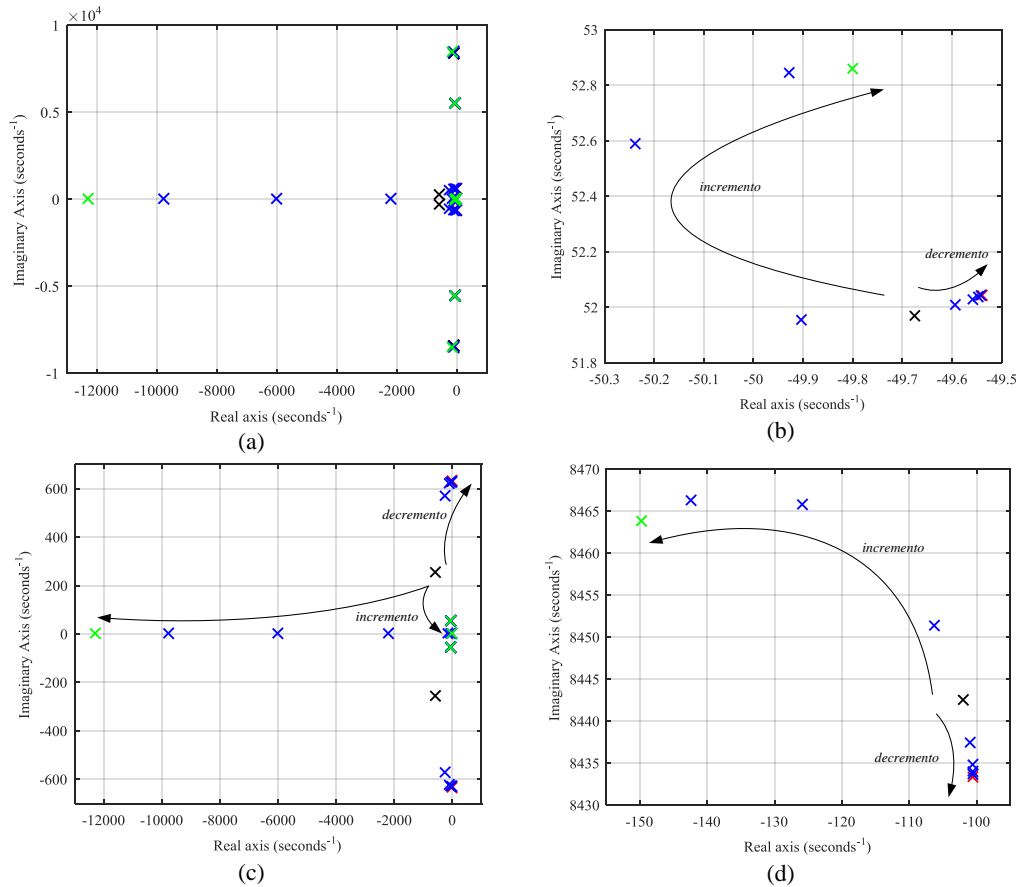 ×10⁴
1
0.5
0
-0.5
-1
-12000 -10000 -8000 -6000 -4000 -2000 0
Imaginary Axis (seconds⁻¹)
Real axis (seconds⁻¹)
(a)
53
52.8
52.6
52.4
52.2
52
51.8
-50.3 -50.2 -50.1 -50 -49.9 -49.8 -49.7 -49.6 -49.5
Imaginary Axis (seconds⁻¹)
Real axis (seconds⁻¹)
incremento
decremento
(b)
600
400
200
0
-200
-400
-600
-12000 -10000 -8000 -6000 -4000 -2000 0
Imaginary Axis (seconds⁻¹)
Real axis (seconds⁻¹)
decremento
incremento
(c)
8470
8465
8460
8455
8450
8445
8440
8435
8430
-150 -140 -130 -120 -110 -100
Imaginary Axis (seconds⁻¹)
Real axis (seconds⁻¹)
incremento
decremento
(d)